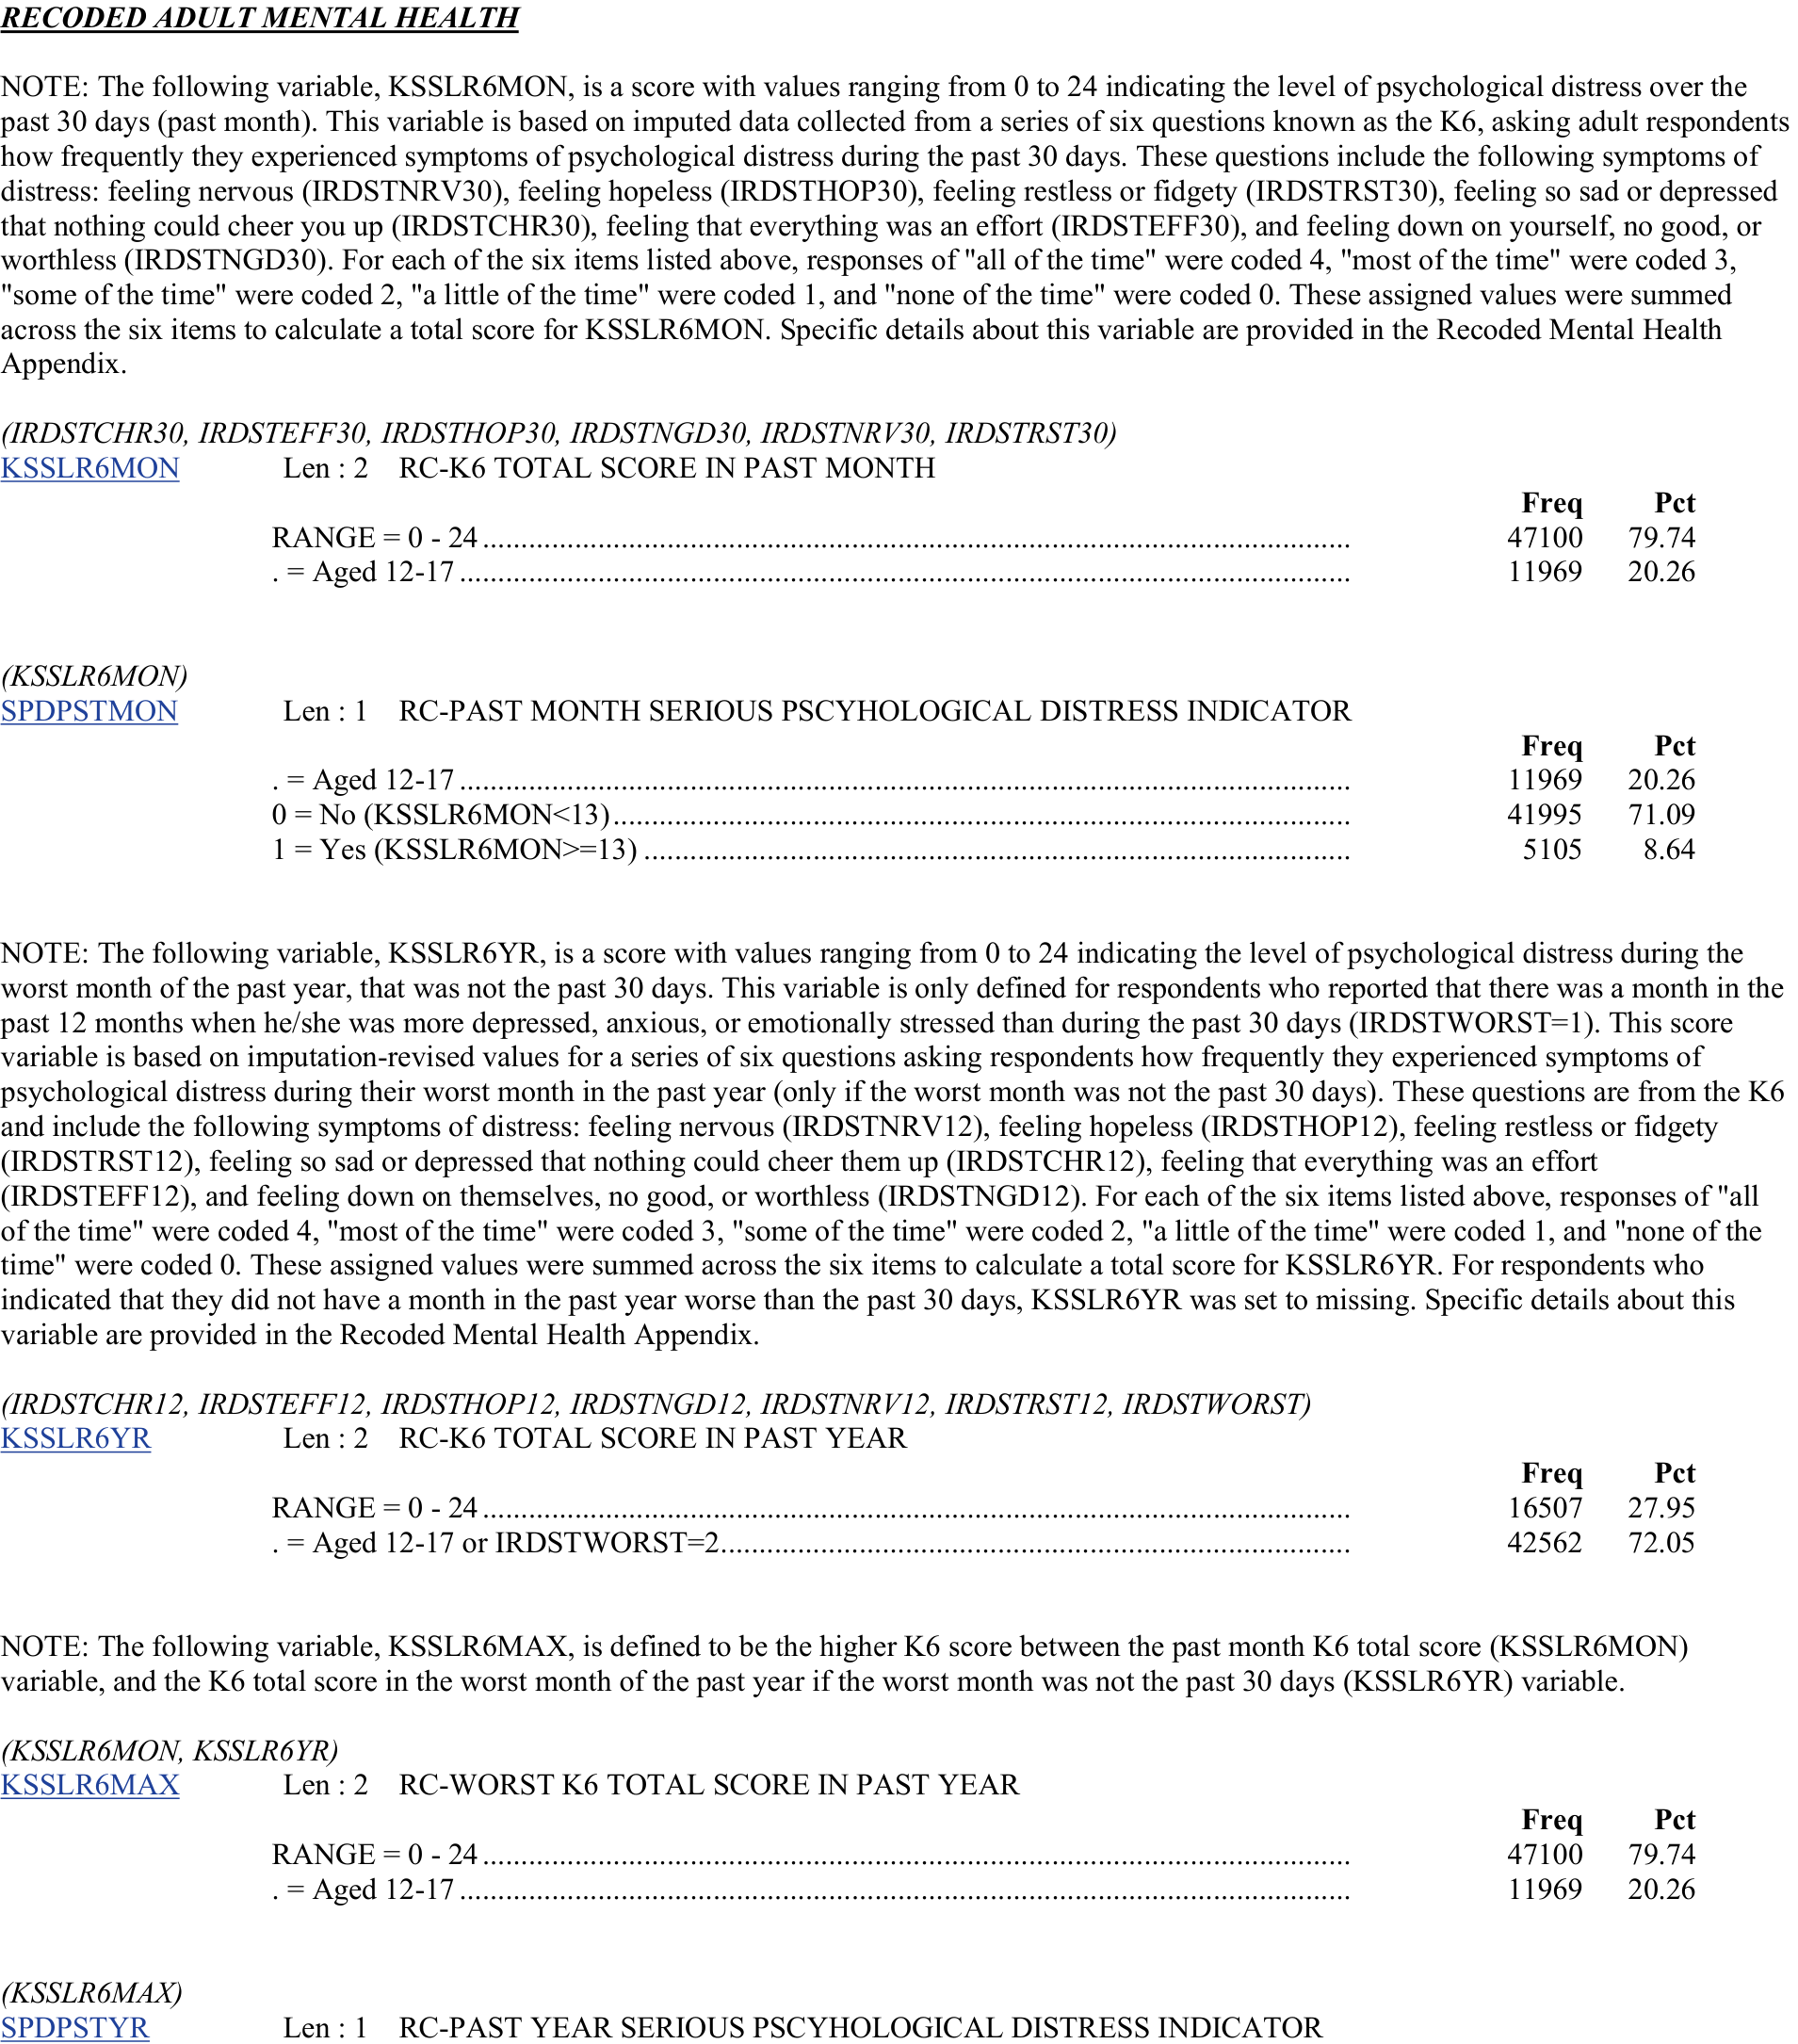 RECODED ADULT MENTAL HEALTH
NOTE: The following variable, KSSLR6MON, is a score with values ranging from 0 to 24 indicating the level of psychological distress over the
past 30 days (past month). This variable is based on imputed data collected from a series of six questions known as the K6, asking adult respondents
how frequently they experienced symptoms of psychological distress during the past 30 days. These questions include the following symptoms of
distress: feeling nervous (IRDSTNRV30), feeling hopeless (IRDSTHOP30), feeling restless or fidgety (IRDSTRST30), feeling so sad or depressed
that nothing could cheer you up (IRDSTCHR30), feeling that everything was an effort (IRDSTEFF30), and feeling down on yourself, no good, or
worthless (IRDSTNGD30). For each of the six items listed above, responses of "all of the time" were coded 4, "most of the time" were coded 3,
"some of the time" were coded 2, "a little of the time" were coded 1, and "none of the time" were coded 0. These assigned values were summed
across the six items to calculate a total score for KSSLR6MON. Specific details about this variable are provided in the Recoded Mental Health
Appendix.
(IRDSTCHR30, IRDSTEFF30, IRDSTHOP30, IRDSTNGD30, IRDSTNRV30, IRDSTRST30)
KSSLR6MON Len : 2 RC-K6 TOTAL SCORE IN PAST MONTH
Freq Pct
RANGE = 0 - 24 ................ 47100 79.74
. = Aged 12-17 ................ 11969 20.26
(KSSLR6MON)
SPDPSTMON Len : 1 RC-PAST MONTH SERIOUS PSCYHOLOGICAL DISTRESS INDICATOR
Freq Pct
. = Aged 12-17 ................ 11969 20.26
0 = No (KSSLR6MON<13) ................ 41995 71.09
1 = Yes (KSSLR6MON>=13) ................ 5105 8.64
NOTE: The following variable, KSSLR6YR, is a score with values ranging from 0 to 24 indicating the level of psychological distress during the
worst month of the past year, that was not the past 30 days. This variable is only defined for respondents who reported that there was a month in the
past 12 months when he/she was more depressed, anxious, or emotionally stressed than during the past 30 days (IRDSTWORST=1). This score
variable is based on imputation-revised values for a series of six questions asking respondents how frequently they experienced symptoms of
psychological distress during their worst month in the past year (only if the worst month was not the past 30 days). These questions are from the K6
and include the following symptoms of distress: feeling nervous (IRDSTNRV12), feeling hopeless (IRDSTHOP12), feeling restless or fidgety
(IRDSTRST12), feeling so sad or depressed that nothing could cheer them up (IRDSTCHR12), feeling that everything was an effort
(IRDSTEFF12), and feeling down on themselves, no good, or worthless (IRDSTNGD12). For each of the six items listed above, responses of "all
of the time" were coded 4, "most of the time" were coded 3, "some of the time" were coded 2, "a little of the time" were coded 1, and "none of the
time" were coded 0. These assigned values were summed across the six items to calculate a total score for KSSLR6YR. For respondents who
indicated that they did not have a month in the past year worse than the past 30 days, KSSLR6YR was set to missing. Specific details about this
variable are provided in the Recoded Mental Health Appendix.
(IRDSTCHR12, IRDSTEFF12, IRDSTHOP12, IRDSTNGD12, IRDSTNRV12, IRDSTRST12, IRDSTWORST)
KSSLR6YR Len : 2 RC-K6 TOTAL SCORE IN PAST YEAR
Freq Pct
RANGE = 0 - 24 ................ 16507 27.95
. = Aged 12-17 or IRDSTWORST=2 ................ 42562 72.05
NOTE: The following variable, KSSLR6MAX, is defined to be the higher K6 score between the past month K6 total score (KSSLR6MON)
variable, and the K6 total score in the worst month of the past year if the worst month was not the past 30 days (KSSLR6YR) variable.
(KSSLR6MON, KSSLR6YR)
KSSLR6MAX Len : 2 RC-WORST K6 TOTAL SCORE IN PAST YEAR
Freq Pct
RANGE = 0 - 24 ................ 47100 79.74
. = Aged 12-17 ................ 11969 20.26
(KSSLR6MAX)
SPDPSTYR Len : 1 RC-PAST YEAR SERIOUS PSCYHOLOGICAL DISTRESS INDICATOR